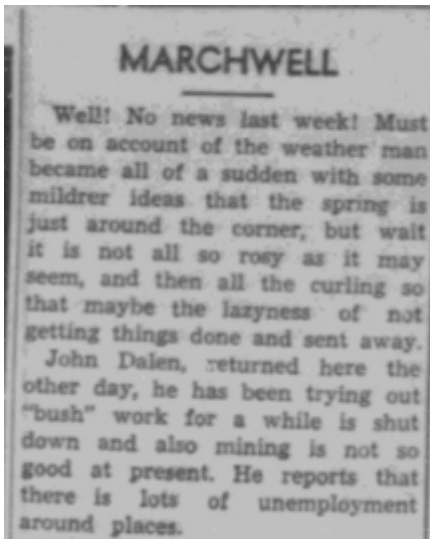 MARCHWELL
Well! No news last week! Must
be on account of the weather man
became all of a sudden with some
mildrer ideas that the spring is
just around the corner, but wait
it is not all so rosy as it may
seem, and then all the curling so
that maybe the lazyness of not
getting things done and sent away.
John Dalen, returned here the
other day, he has been trying out
"bush" work for a while is shut
down and also mining is not so
good at present. He reports that
there is lots of unemployment
around places.